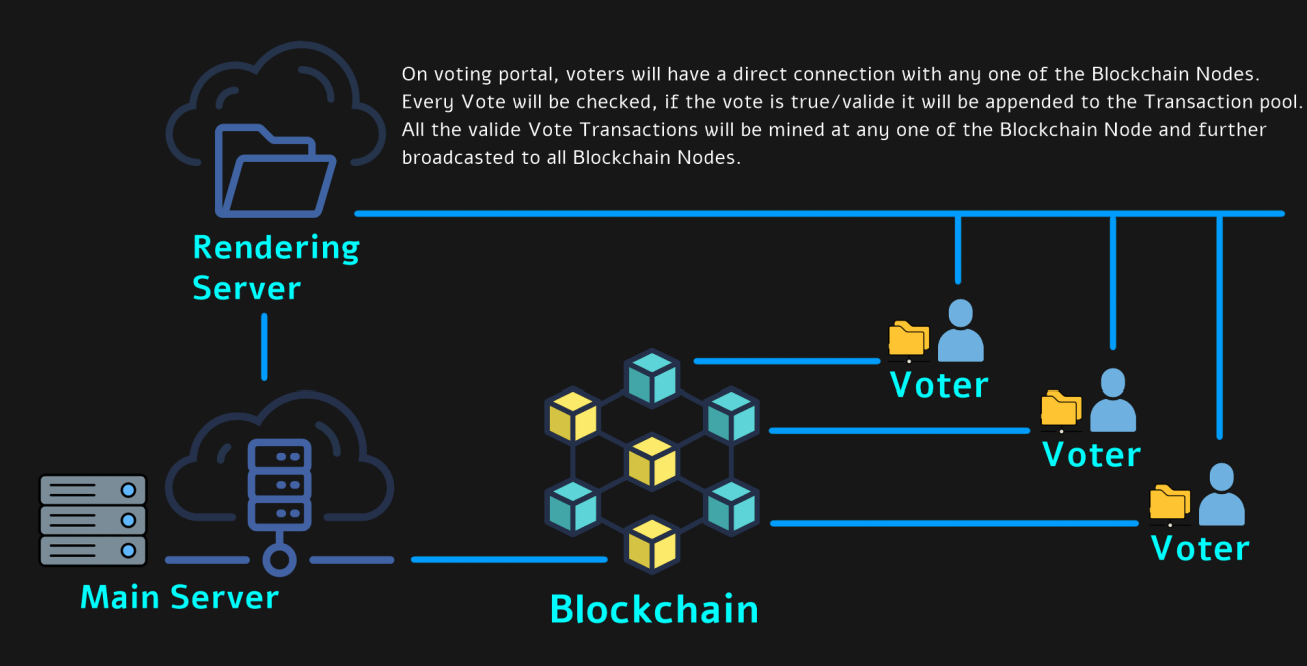 On voting portal, voters will have a direct connection with any one of the Blockchain Nodes.
Every Vote will be checked, if the vote is true/valide it will be appended to the Transaction pool.
All the valide Vote Transactions will be mined at any one of the Blockchain Node and further
broadcasted to all Blockchain Nodes.
Rendering
Server
Voter
Voter
Voter
Main Server
Blockchain